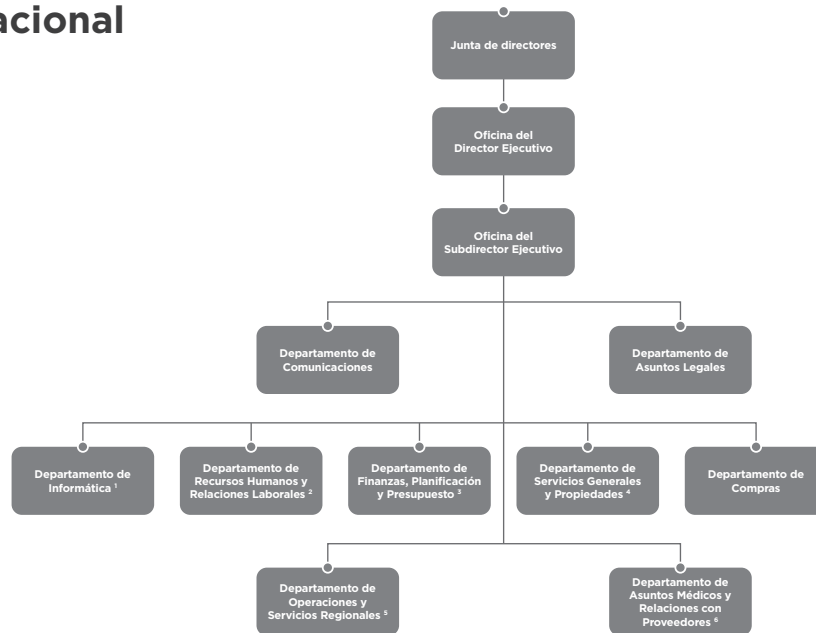 acional
Junta de directores
Oficina del
Director Ejecutivo
Oficina del
Subdirector Ejecutivo
Departamento de
Comunicaciones
Departamento de
Asuntos Legales
Departamento de
Informática ¹
Departamento de
Recursos Humanos y
Relaciones Laborales ²
Departamento de
Finanzas, Planificación
y Presupuesto ³
Departamento de
Servicios Generales
y Propiedades ⁴
Departamento de
Compras
Departamento de
Operaciones y
Servicios Regionales ⁵
Departamento de
Asuntos Médicos y
Relaciones con
Proveedores ⁶